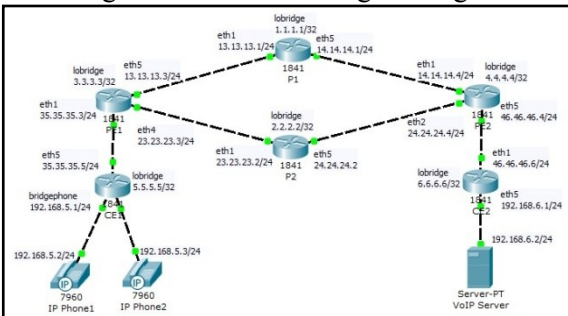 lobridge
1.1.1.1/32
eth1
13.13.13.1/24
eth5
14.14.14.1/24
1841
P1
lobridge
3.3.3.3/32
eth5
13.13.13.3/24
eth1
35.35.35.3/24
1841
PE1
eth4
23.23.23.3/24
eth1
14.14.14.4/24
lobridge
4.4.4.4/32
1841
PE2
eth2
24.24.24.4/24
eth5
46.46.46.4/24
lobridge
2.2.2.2/32
eth1
23.23.23.2/24
eth5
24.24.24.2
1841
P2
eth5
35.35.35.5/24
lobridge
5.5.5.5/32
1841
CE1
bridgephone
192.168.5.1/24
eth1
46.46.46.6/24
lobridge
6.6.6.6/32
1841
CE2
eth5
192.168.6.1/24
192.168.5.2/24
192.168.5.3/24
192.168.6.2/24
IP
7960
IP Phone1
IP
7960
IP Phone2
Server-PT
VoIP Server